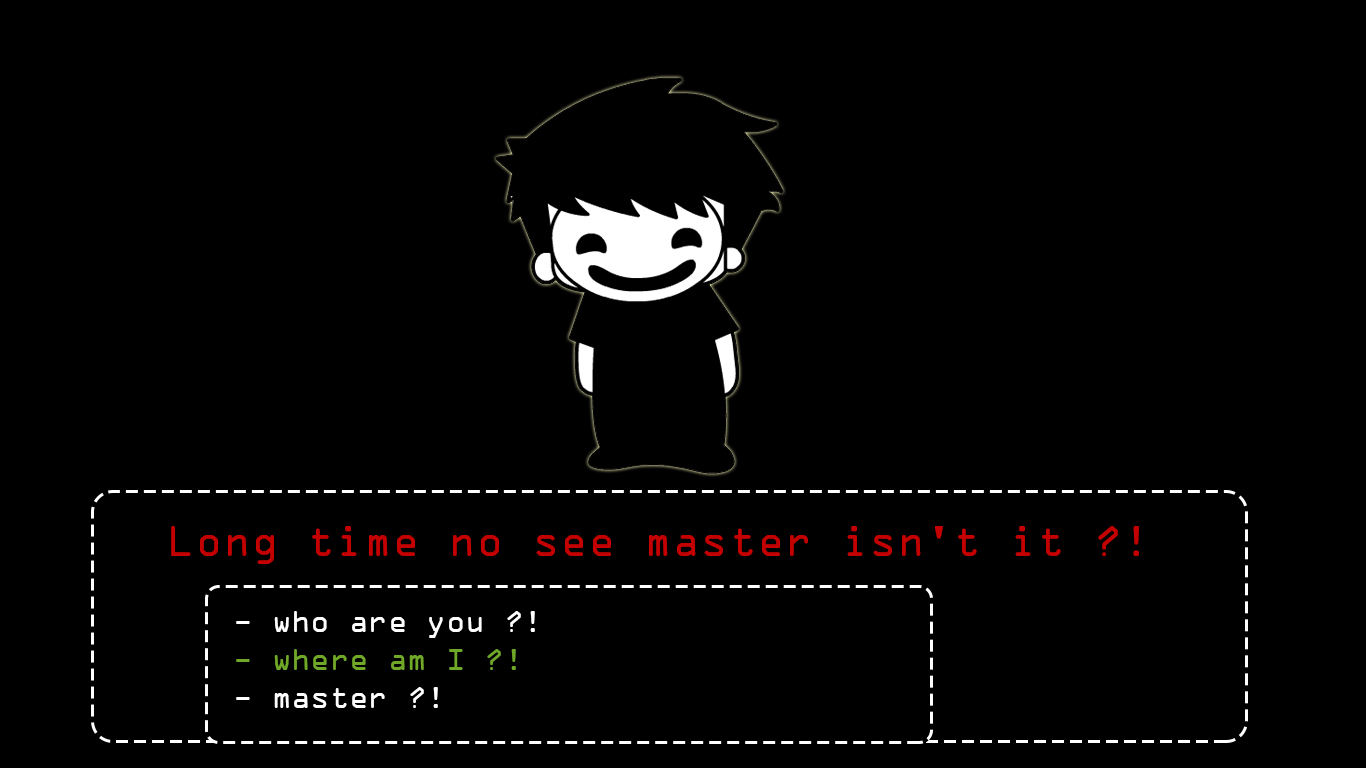 Long time no see master isn't it ?!
- who are you ?!
- where am I ?!
- master ?!